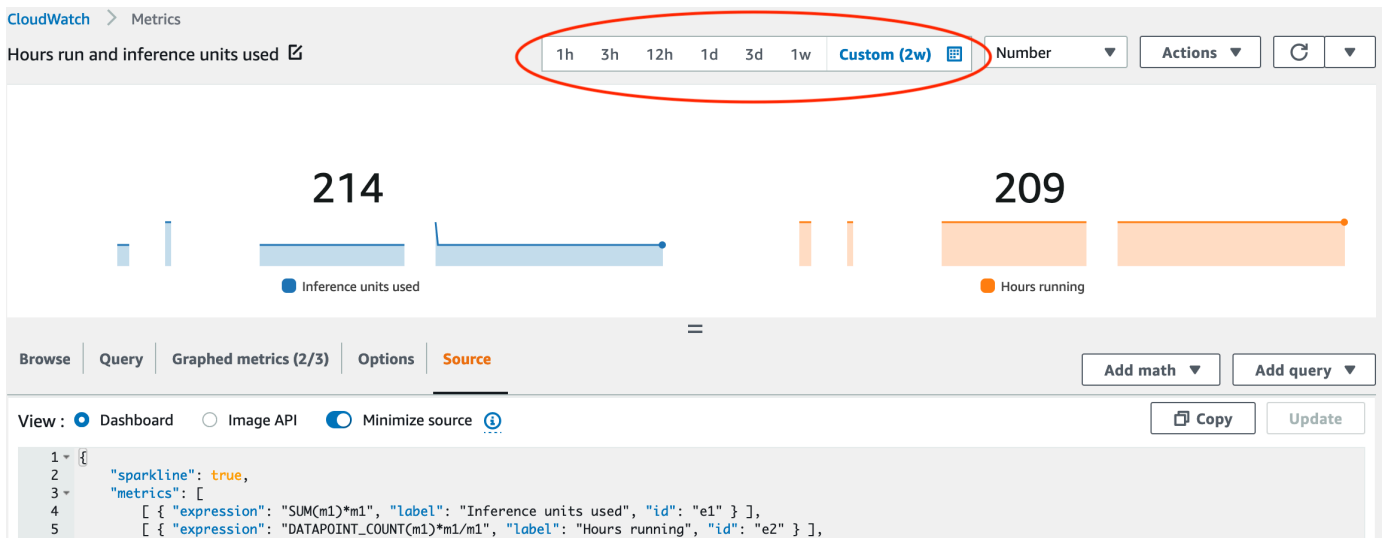 CloudWatch > Metrics
Hours run and inference units used
1h 3h 12h 1d 3d 1w Custom (2w) Number Actions
214 209
Inference units used Hours running
Browse Query Graphed metrics (2/3) Options Source Add math Add query
View : Dashboard Image API Minimize source Copy Update
1 {
2 "sparkline": true,
3 "metrics": [
4 [ { "expression": "SUM(m1)*m1", "label": "Inference units used", "id": "e1" } ],
5 [ { "expression": "DATAPOINT_COUNT(m1)*m1/m1", "label": "Hours running", "id": "e2" } ],